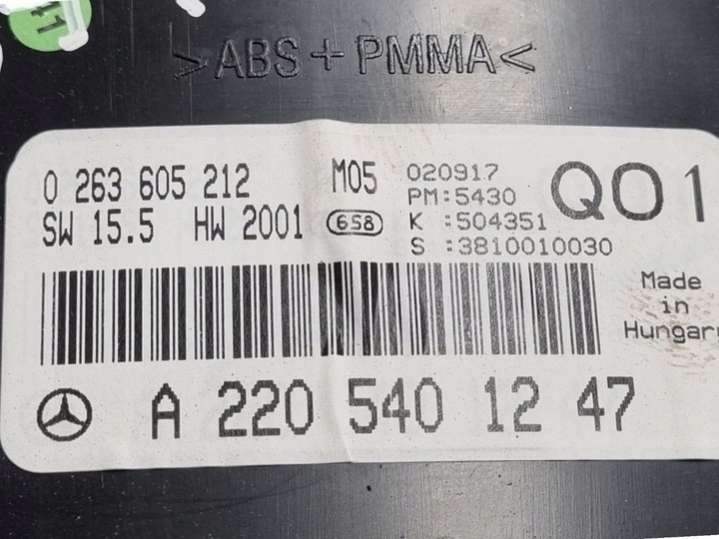 11
>ABS+PMMA<
0 263 605 212 M05 020917 Q01
PM:5430
SW 15.5 HW 2001 658 K :504351
S :3810010030
Made
in
Hungary
A 220 540 12 47